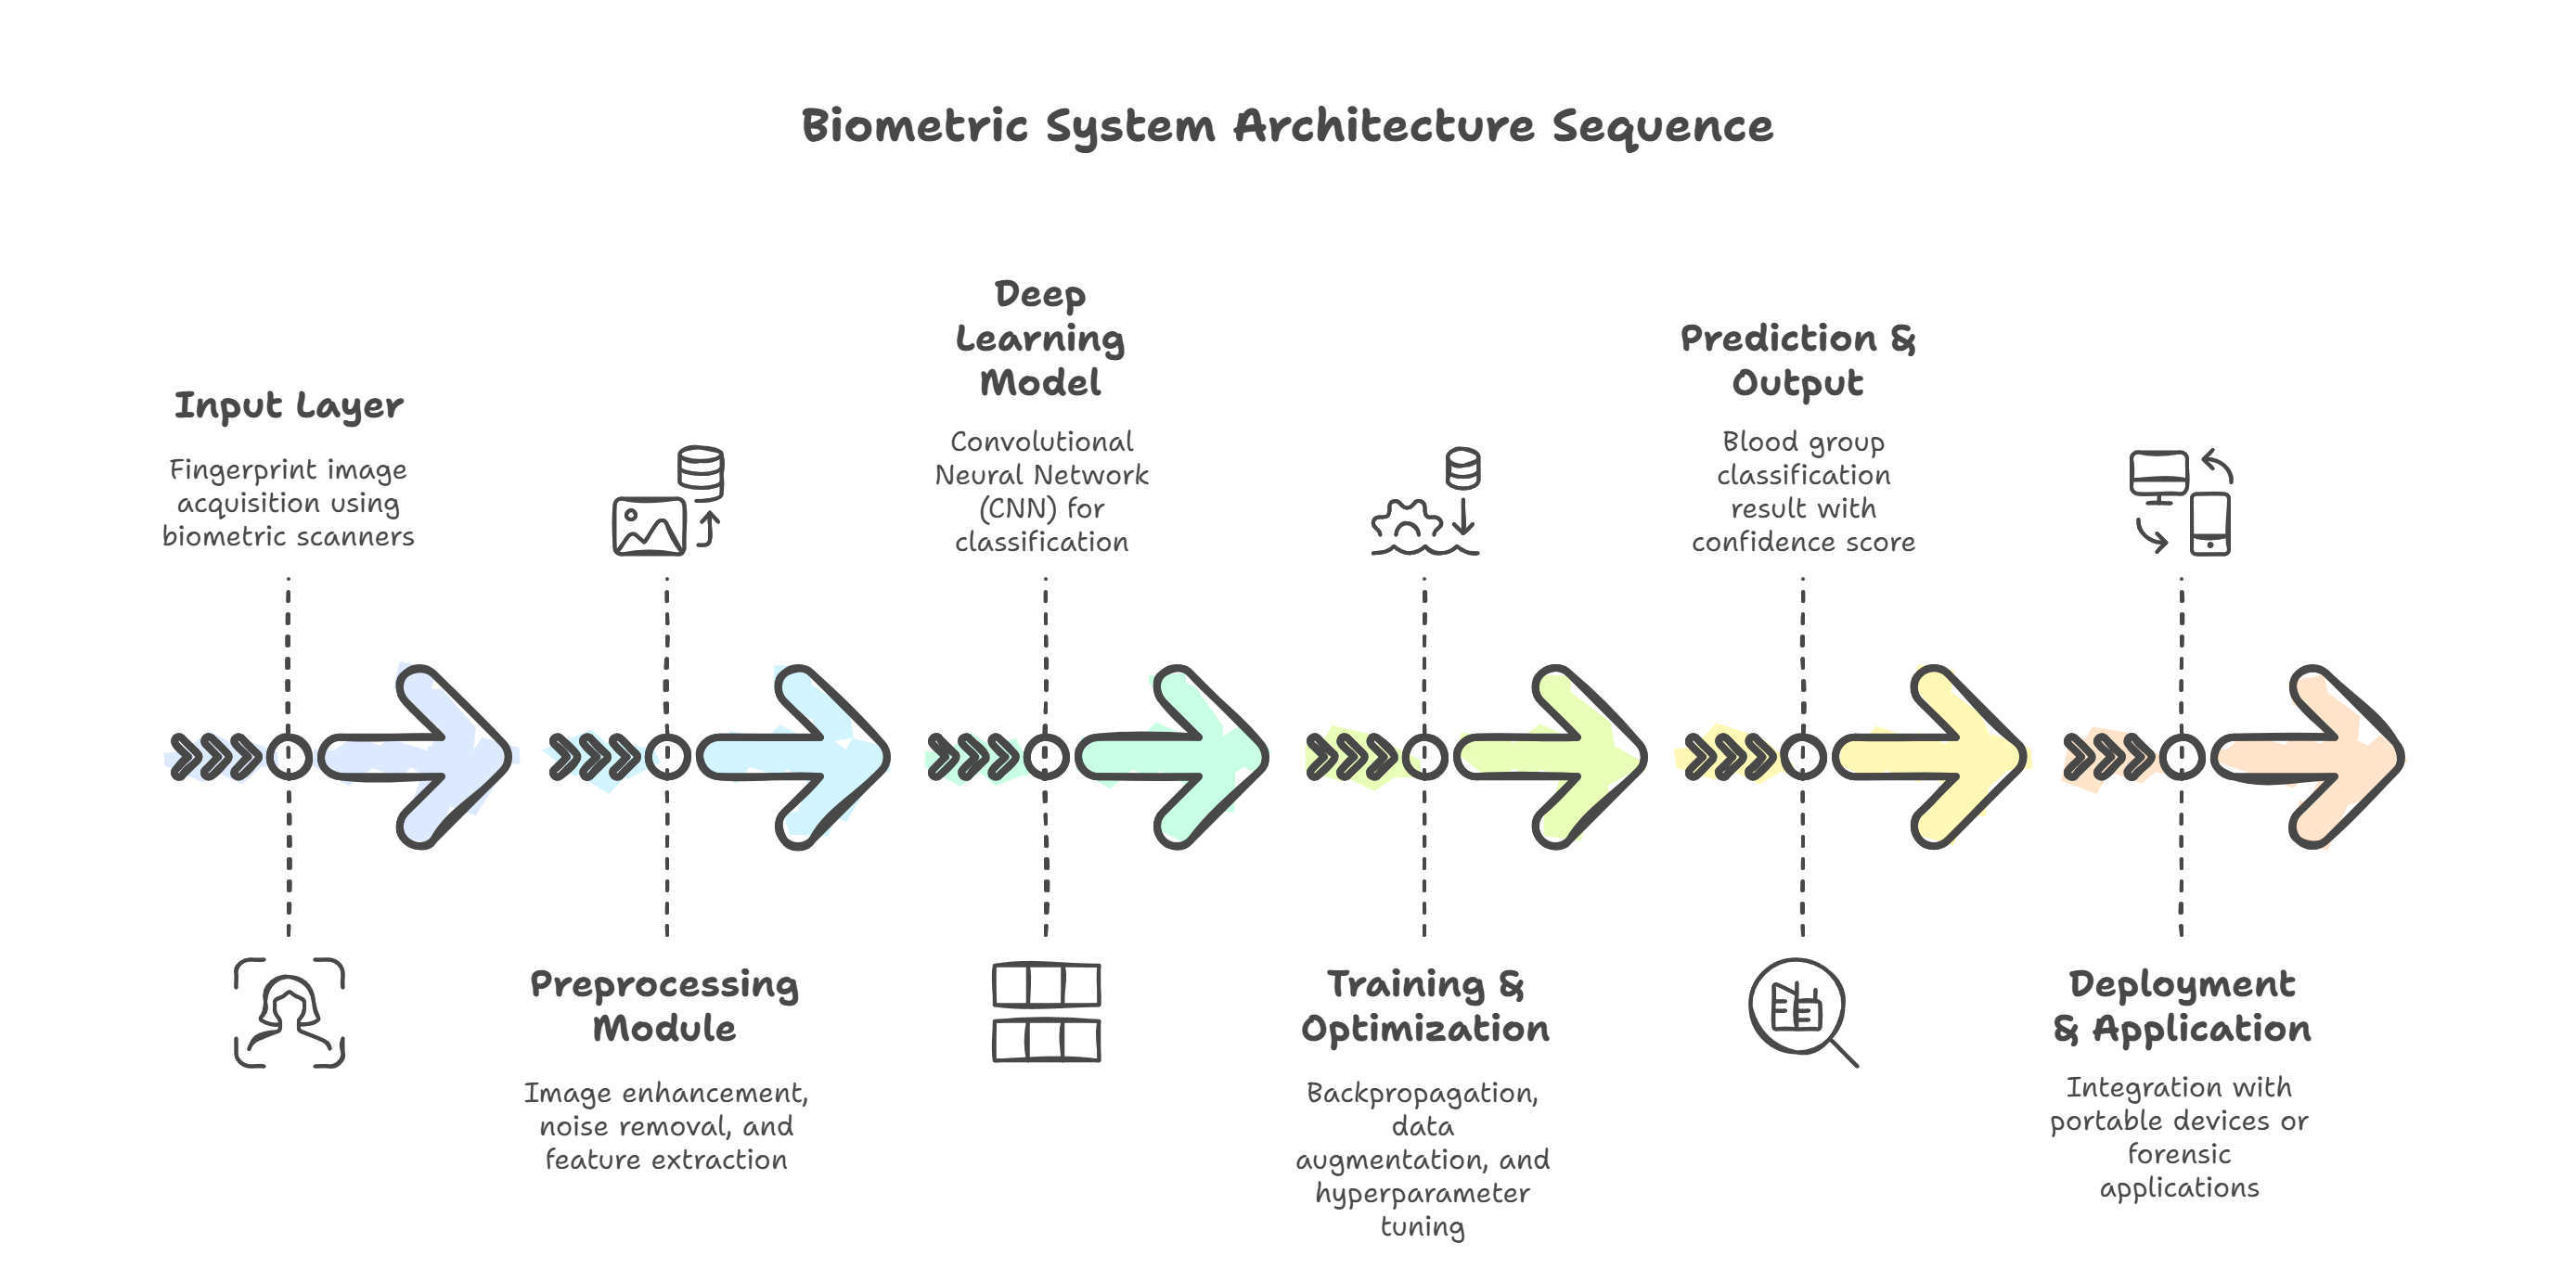 Biometric System Architecture Sequence
Input Layer
Fingerprint image
acquisition using
biometric scanners
Preprocessing
Module
Image enhancement,
noise removal, and
feature extraction
Deep
Learning
Model
Convolutional
Neural Network
(CNN) for
classification
Training &
Optimization
Backpropagation,
data
augmentation, and
hyperparameter
tuning
Prediction &
Output
Blood group
classification
result with
confidence score
Deployment
& Application
Integration with
portable devices or
forensic
applications